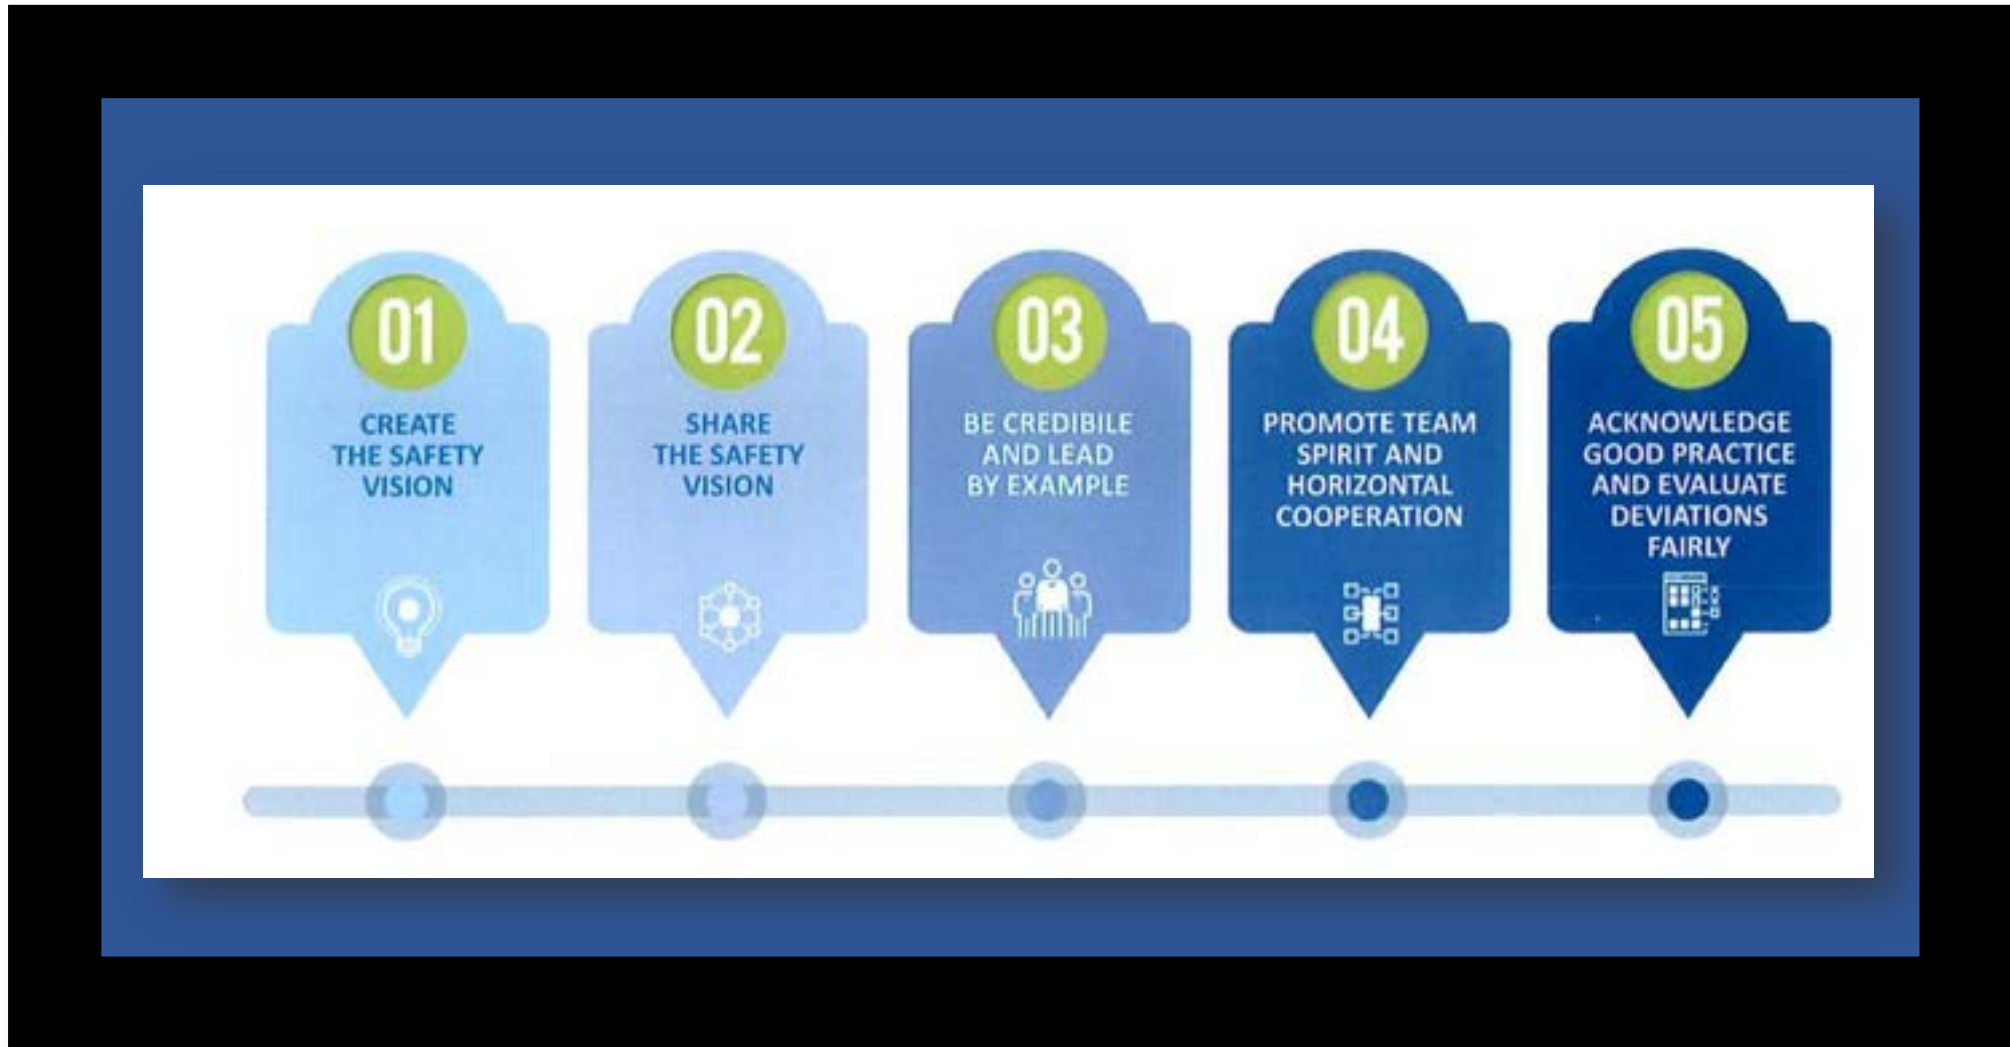 01
CREATE
THE SAFETY
VISION
02
SHARE
THE SAFETY
VISION
03
BE CREDIBILE
AND LEAD
BY EXAMPLE
04
PROMOTE TEAM
SPIRIT AND
HORIZONTAL
COOPERATION
05
ACKNOWLEDGE
GOOD PRACTICE
AND EVALUATE
DEVIATIONS
FAIRLY